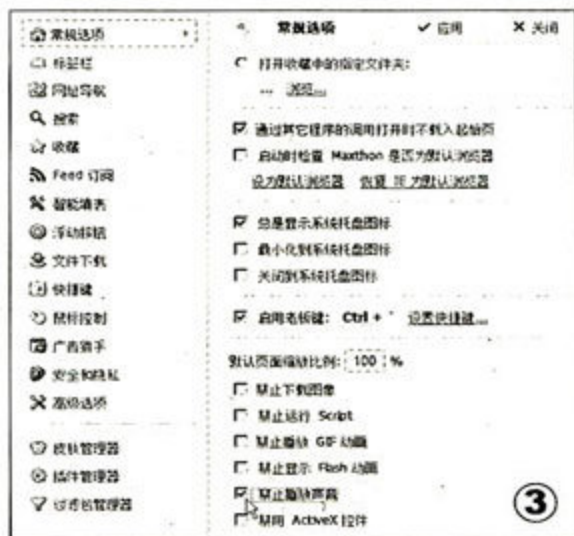 常规选项
标签栏
网址导航
搜索
收藏
Feed 订阅
智能填表
浮动按钮
文件下载
快捷键
鼠标控制
广告猎手
安全和隐私
高级选项
皮肤管理器
插件管理器
过滤包管理器
常规选项 应用 关闭
打开收藏中的指定文件夹:
... 浏览...
通过其它程序的调用打开时不载入起始页
启动时检查 Maxthon 是否为默认浏览器
设为默认浏览器 恢复 IE 为默认浏览器
总是显示系统托盘图标
最小化到系统托盘图标
关闭到系统托盘图标
启用老板键: Ctrl + ` 设置快捷键...
默认页面缩放比例: 100 %
禁止下载图像
禁止运行 Script
禁止播放 GIF 动画
禁止显示 Flash 动画
禁止播放声音
禁用 ActiveX 控件
③